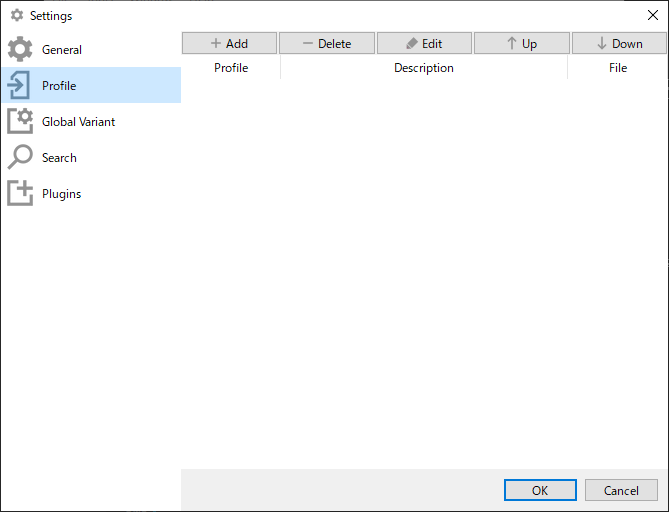 Settings
General
Profile
Global Variant
Search
Plugins
Add Delete Edit Up Down
Profile Description File
OK Cancel